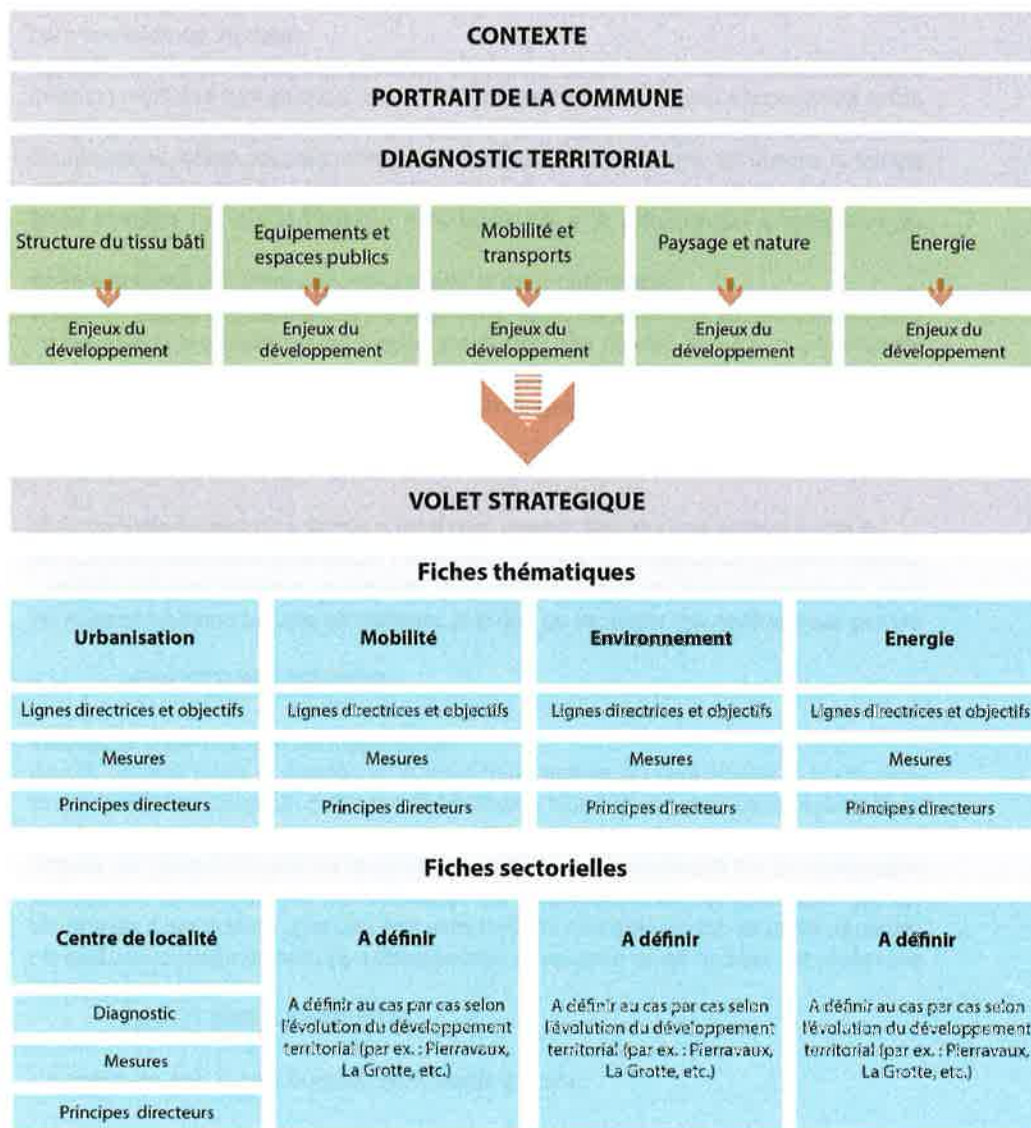 CONTEXTE
PORTRAIT DE LA COMMUNE
DIAGNOSTIC TERRITORIAL
Structure du tissu bâti
Equipements et
espaces publics
Mobilité et
transports
Paysage et nature
Energie
Enjeux du
développement
Enjeux du
développement
Enjeux du
développement
Enjeux du
développement
Enjeux du
développement
VOLET STRATEGIQUE
Fiches thématiques
Urbanisation
Mobilité
Environnement
Energie
Lignes directrices et objectifs
Lignes directrices et objectifs
Lignes directrices et objectifs
Lignes directrices et objectifs
Mesures
Mesures
Mesures
Mesures
Principes directeurs
Principes directeurs
Principes directeurs
Principes directeurs
Fiches sectorielles
Centre de localité
Diagnostic
Mesures
Principes directeurs
A définir
A définir au cas par cas selon
l'évolution du développement
territorial (par ex. : Pierravaux,
La Grotte, etc.)
A définir
A définir au cas par cas selon
l'évolution du développement
territorial (par ex. : Pierravaux,
La Grotte, etc.)
A définir
A définir au cas par cas selon
l'évolution du développement
territorial (par ex. : Pierravaux,
La Grotte, etc.)